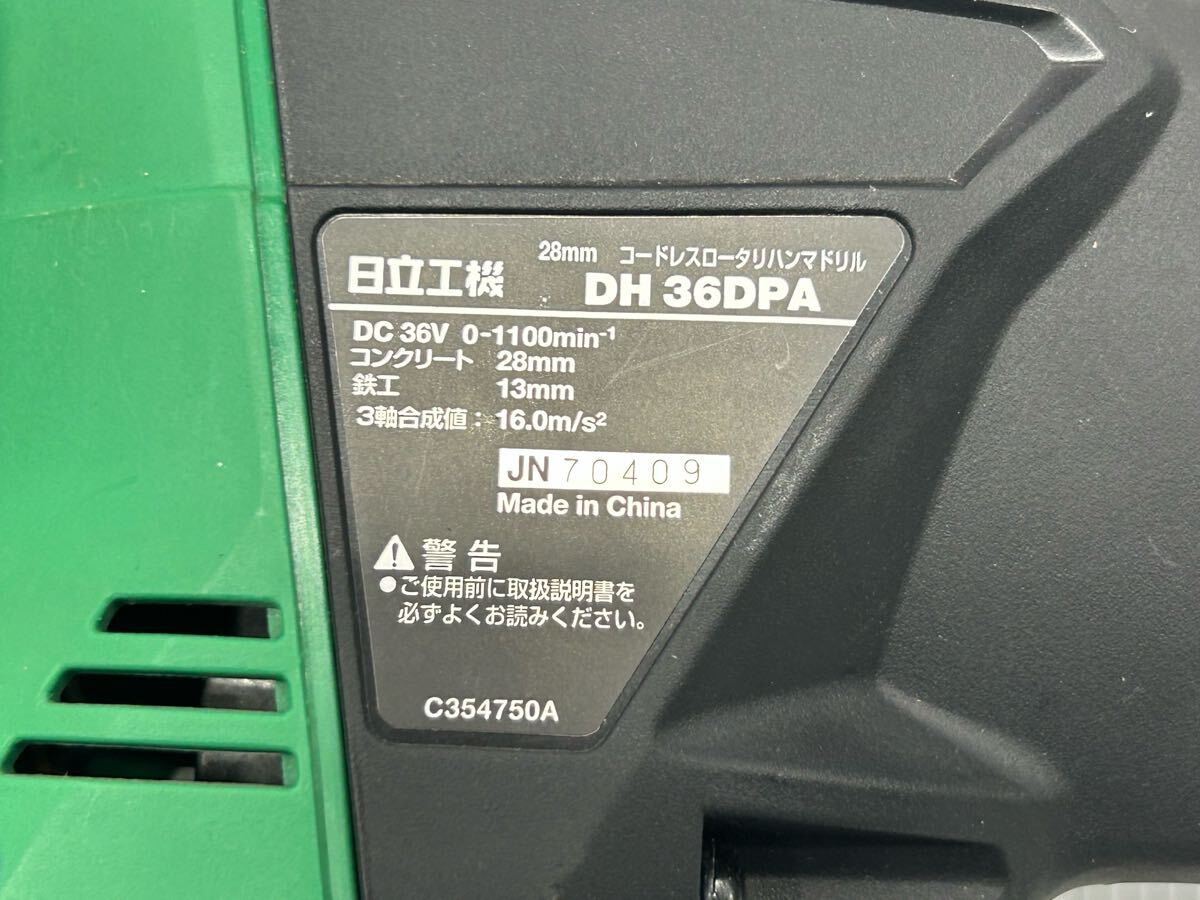 28mm コードレスロータリハンマドリル
日立工機 DH 36DPA
DC 36V 0-1100min⁻¹
コンクリート 28mm
鉄工 13mm
3軸合成値: 16.0m/s²
JN 70409
Made in China
警告
●ご使用前に取扱説明書を
必ずよくお読みください。
C354750A